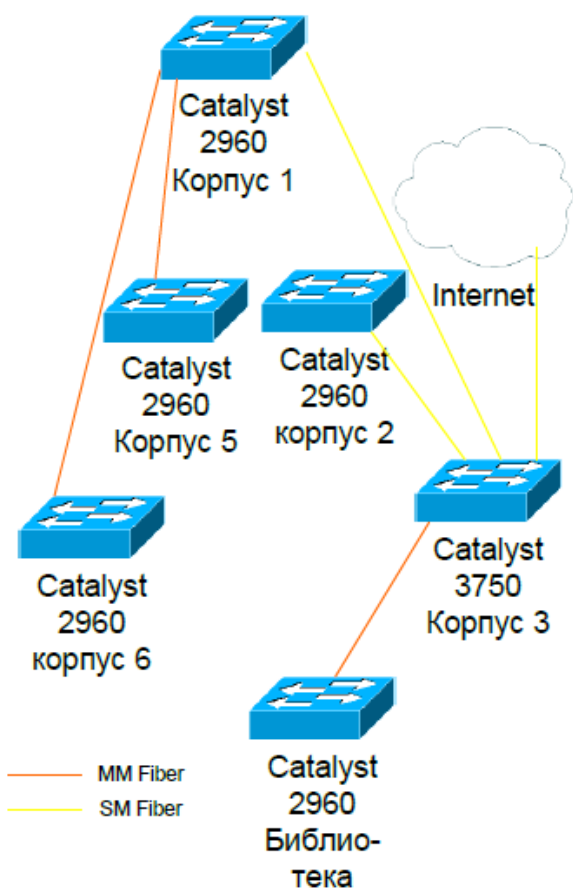 Catalyst
2960
Корпус 1
Internet
Catalyst
2960
Корпус 5
Catalyst
2960
корпус 2
Catalyst
3750
Корпус 3
Catalyst
2960
корпус 6
Catalyst
2960
Библио-
тека
MM Fiber
SM Fiber